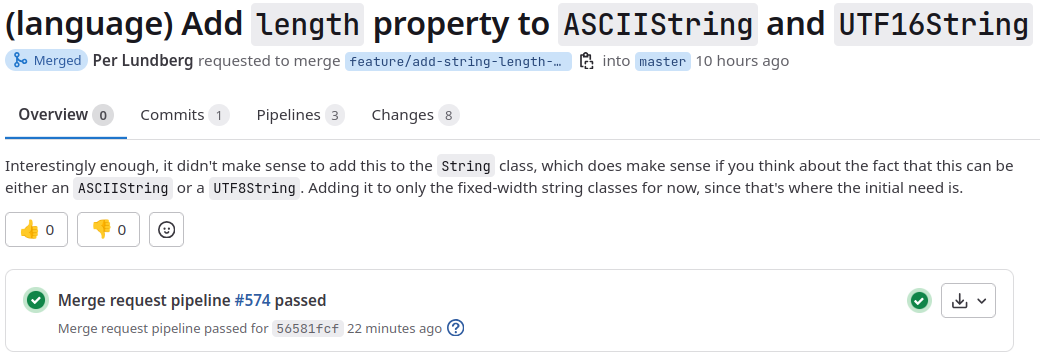 (language) Add length property to ASCIIString and UTF16String
Merged Per Lundberg requested to merge feature/add-string-length-… into master 10 hours ago
Overview 0 Commits 1 Pipelines 3 Changes 8
Interestingly enough, it didn't make sense to add this to the String class, which does make sense if you think about the fact that this can be
either an ASCIIString or a UTF8String. Adding it to only the fixed-width string classes for now, since that's where the initial need is.
👍 0 👎 0
Merge request pipeline #574 passed
Merge request pipeline passed for 56581fcf 22 minutes ago